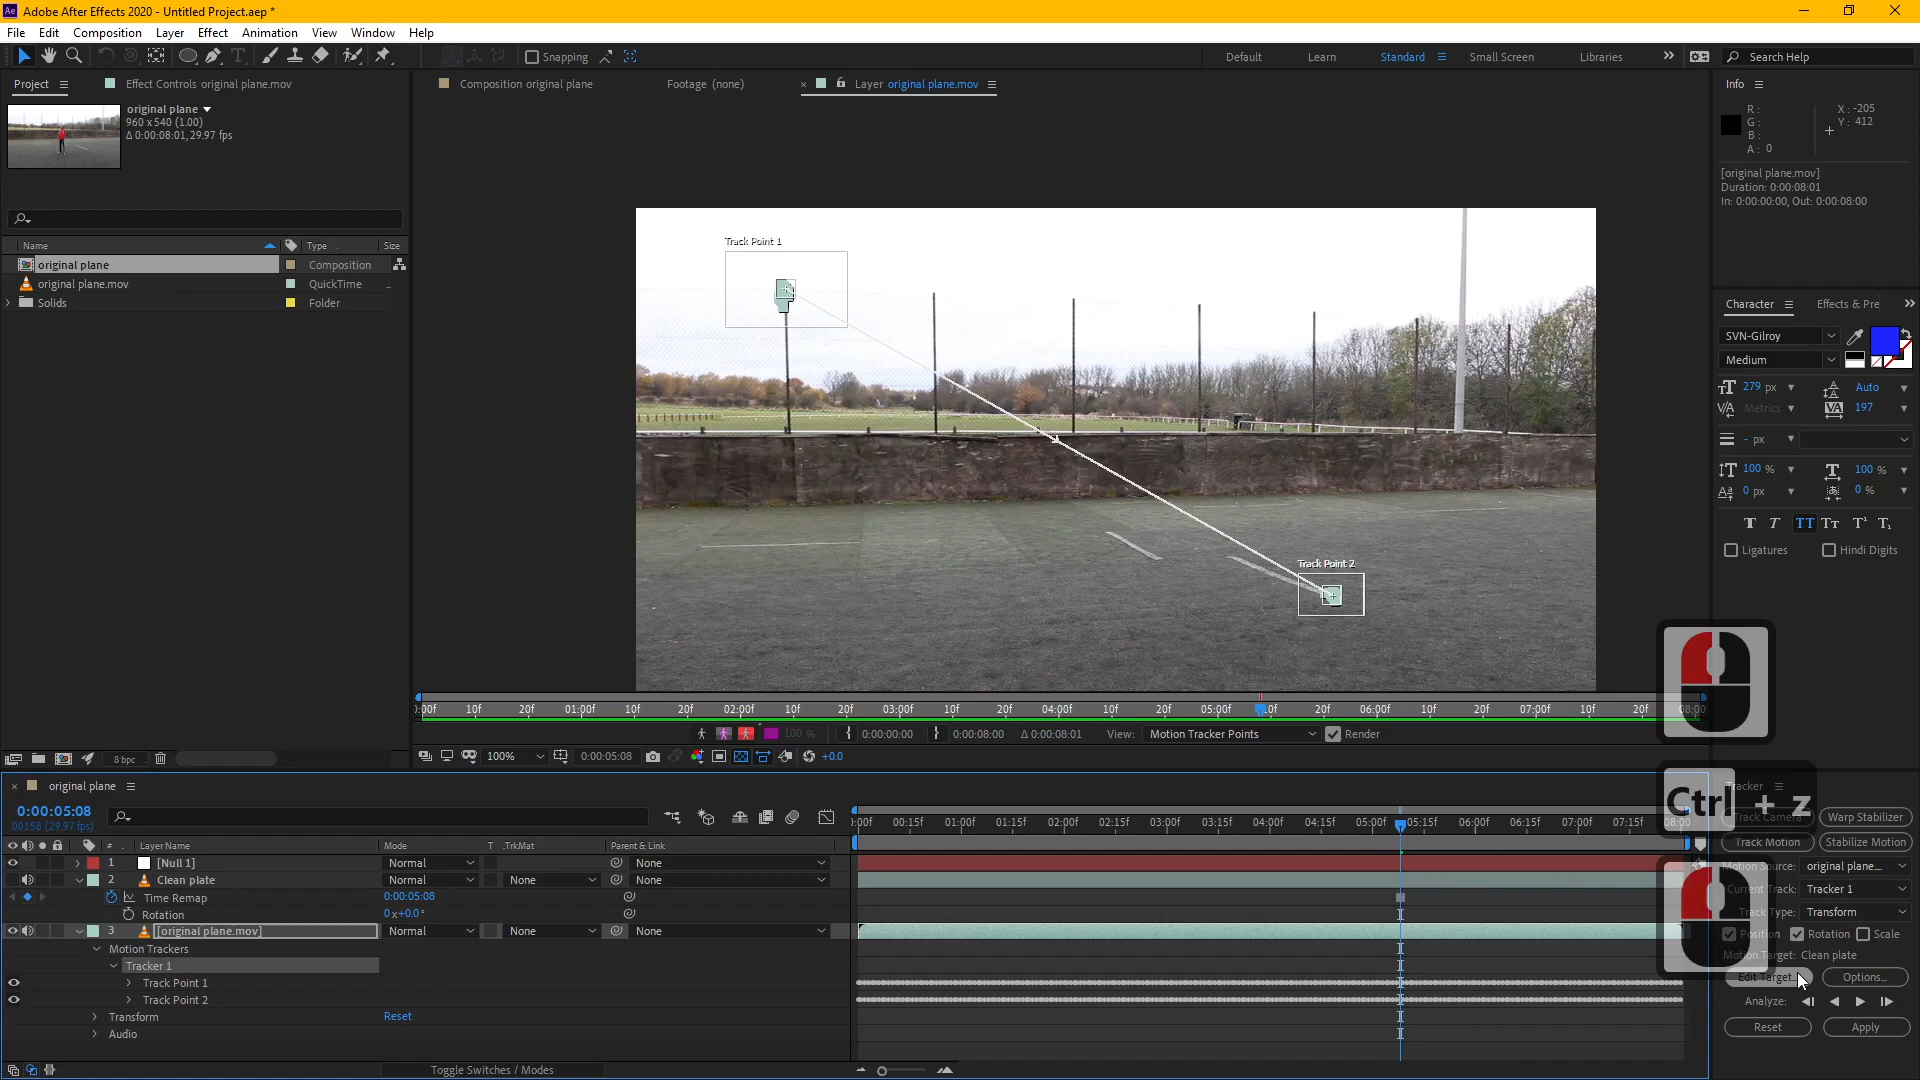 Adobe After Effects 2020 - Untitled Project.aep *
File Edit Composition Layer Effect Animation View Window Help
Snapping
Default Learn Standard Small Screen Libraries
Search Help
Project
Effect Controls original plane.mov
Composition original plane
Footage (none)
Layer original plane.mov
Info
original plane
960 x 540 (1.00)
Δ 0:00:08:01, 29.97 fps
R :
G :
B :
A : 0
X : -205
Y : 412
[original plane.mov]
Duration: 0:00:08:01
In: 0:00:00:00, Out: 0:00:08:00
Name Type Size
original plane Composition
original plane.mov QuickTime
Solids Folder
Track Point 1
Track Point 2
Character Effects & Pre
SVN-Gilroy
Medium
279 px Auto
Metrics 197
- px
100 % 100 %
0 px 0 %
T T TT Tт T¹ T₁
Ligatures Hindi Digits
:00f 10f 20f 01:00f 10f 20f 02:00f 10f 20f 03:00f 10f 20f 04:00f 10f 20f 05:00f 10f 20f 06:00f 10f 20f 07:00f 10f 20f 08:00
100 % 0:00:00:00 0:00:08:00 Δ 0:00:08:01 View: Motion Tracker Points Render
8 bpc
100% 0:00:05:08 +0.0
original plane
0:00:05:08
00158 (29.97 fps)
:00f 00:15f 01:00f 01:15f 02:00f 02:15f 03:00f 03:15f 04:00f 04:15f 05:00f 05:15f 06:00f 06:15f 07:00f 07:15f 08:00
# Layer Name Mode T .TrkMat Parent & Link
1 [Null 1] Normal None
2 Clean plate Normal None None
Time Remap 0:00:05:08
Rotation 0x+0.0°
3 [original plane.mov] Normal None None
Motion Trackers
Tracker 1
Track Point 1
Track Point 2
Transform Reset
Audio
Toggle Switches / Modes
Ctrl + z
Tracker
Track Camera Warp Stabilizer
Track Motion Stabilize Motion
Motion Source: original plane....
Current Track: Tracker 1
Track Type: Transform
Position Rotation Scale
Motion Target: Clean plate
Edit Target... Options...
Analyze:
Reset Apply